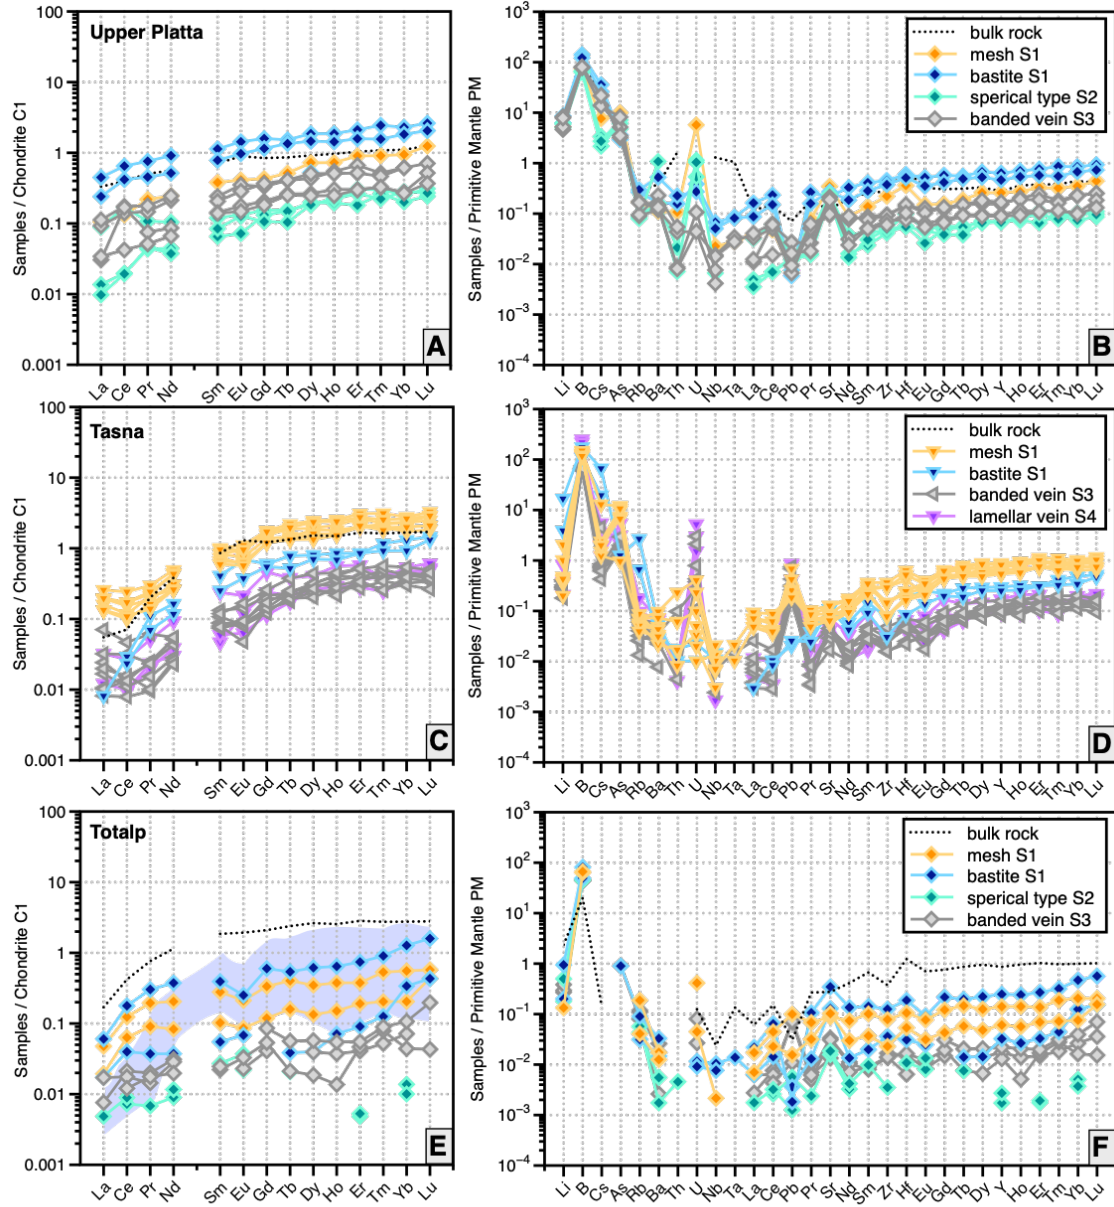 Upper Platta
Samples / Chondrite C1
100
10
1
0.1
0.01
0.001
A
La Ce Pr Nd Sm Eu Gd Tb Dy Ho Er Tm Yb Lu
Samples / Primitive Mantle PM
10³
10²
10¹
1
10⁻¹
10⁻²
10⁻³
10⁻⁴
bulk rock
mesh S1
bastite S1
sperical type S2
banded vein S3
B
Li B Cs As Rb Ba Th U Nb Ta La Ce Pb Pr Sr Nd Sm Zr Hf Eu Gd Tb Dy Y Ho Er Tm Yb Lu
Tasna
Samples / Chondrite C1
100
10
1
0.1
0.01
0.001
C
La Ce Pr Nd Sm Eu Gd Tb Dy Ho Er Tm Yb Lu
Samples / Primitive Mantle PM
10³
10²
10¹
1
10⁻¹
10⁻²
10⁻³
10⁻⁴
bulk rock
mesh S1
bastite S1
banded vein S3
lamellar vein S4
D
Li B Cs As Rb Ba Th U Nb Ta La Ce Pb Pr Sr Nd Sm Zr Hf Eu Gd Tb Dy Y Ho Er Tm Yb Lu
Totalp
Samples / Chondrite C1
100
10
1
0.1
0.01
0.001
E
La Ce Pr Nd Sm Eu Gd Tb Dy Ho Er Tm Yb Lu
Samples / Primitive Mantle PM
10³
10²
10¹
1
10⁻¹
10⁻²
10⁻³
10⁻⁴
bulk rock
mesh S1
bastite S1
sperical type S2
banded vein S3
F
Li B Cs As Rb Ba Th U Nb Ta La Ce Pb Pr Sr Nd Sm Zr Hf Eu Gd Tb Dy Y Ho Er Tm Yb Lu